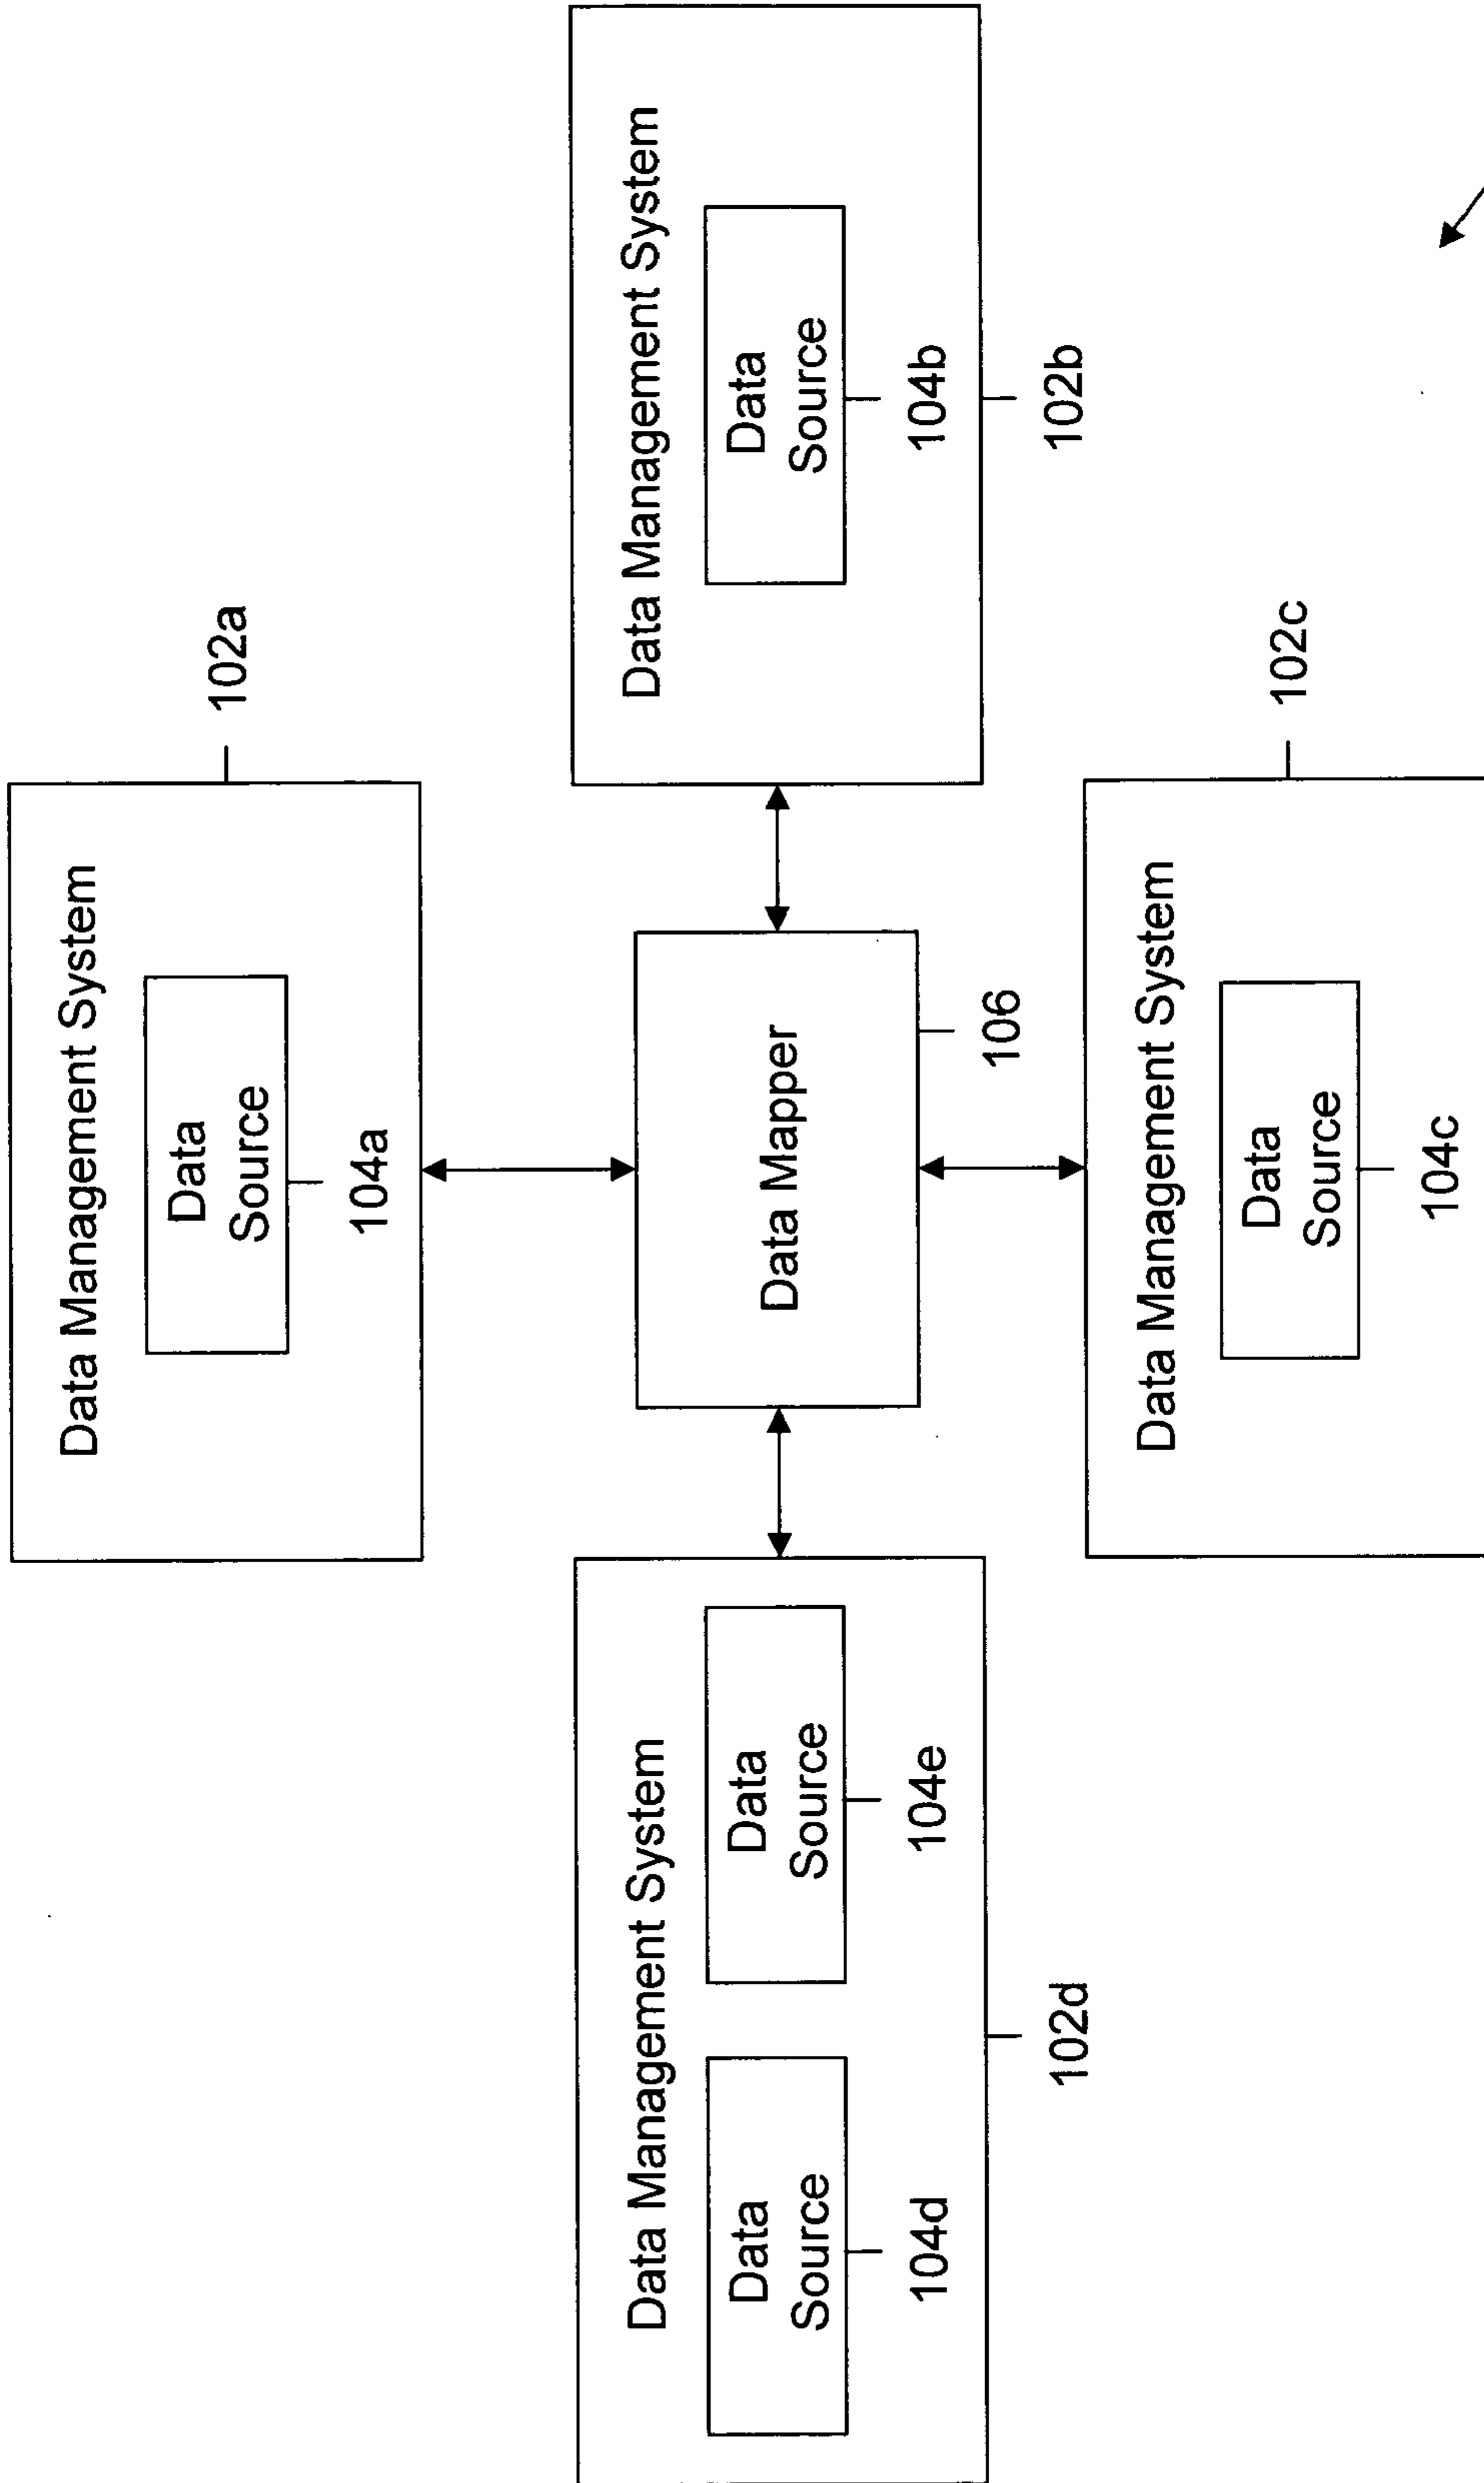 Data Management System
Data
Source
104a
102a
Data Management System
Data
Source
104d
Data
Source
104e
102d
Data Mapper
106
Data Management System
Data
Source
104b
102b
Data Management System
Data
Source
104c
102c